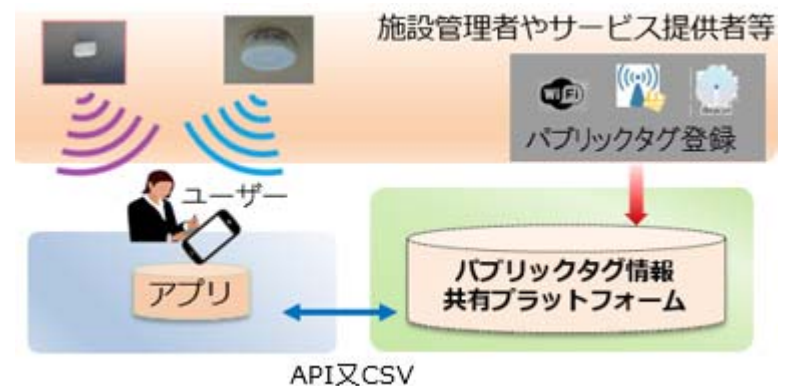 施設管理者やサービス提供者等
WiFi
Beacon
パブリックタグ登録
ユーザー
アプリ
パブリックタグ情報
共有プラットフォーム
API又CSV